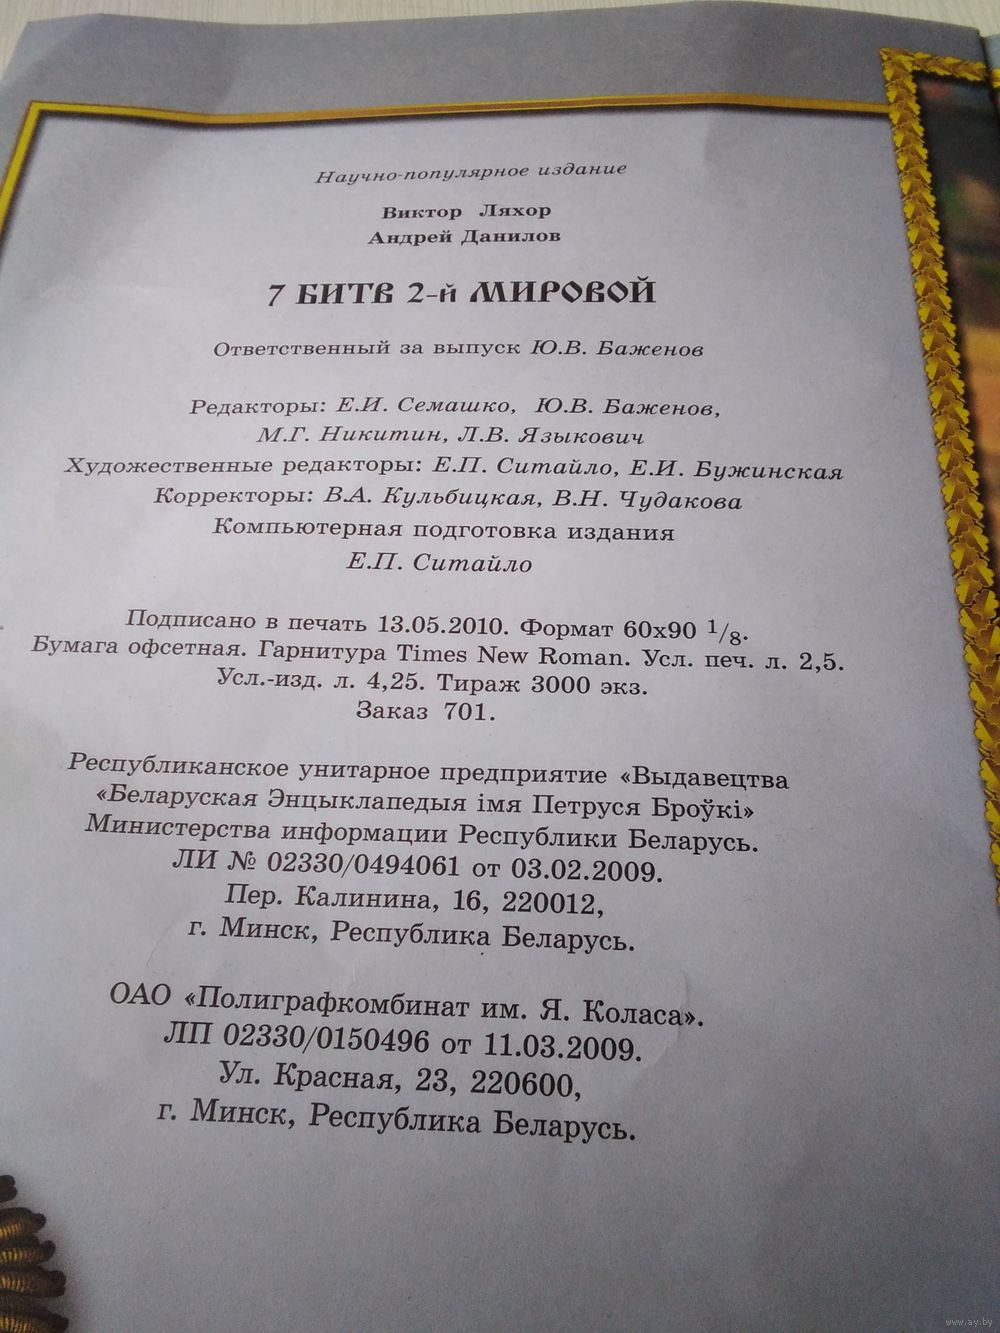 Научно-популярное издание
Виктор Ляхор
Андрей Данилов
7 БИТВ 2-й МИРОВОЙ
Ответственный за выпуск Ю.В. Баженов
Редакторы: Е.И. Семашко, Ю.В. Баженов,
М.Г. Никитин, Л.В. Языкович
Художественные редакторы: Е.П. Ситайло, Е.И. Бужинская
Корректоры: В.А. Кульбицкая, В.Н. Чудакова
Компьютерная подготовка издания
Е.П. Ситайло
Подписано в печать 13.05.2010. Формат 60х90 1/8.
Бумага офсетная. Гарнитура Times New Roman. Усл. печ. л. 2,5.
Усл.-изд. л. 4,25. Тираж 3000 экз.
Заказ 701.
Республиканское унитарное предприятие «Выдавецтва
«Беларуская Энцыклапедыя імя Петруся Броўкі»
Министерства информации Республики Беларусь.
ЛИ № 02330/0494061 от 03.02.2009.
Пер. Калинина, 16, 220012,
г. Минск, Республика Беларусь.
ОАО «Полиграфкомбинат им. Я. Коласа».
ЛП 02330/0150496 от 11.03.2009.
Ул. Красная, 23, 220600,
г. Минск, Республика Беларусь.
www.ay.by